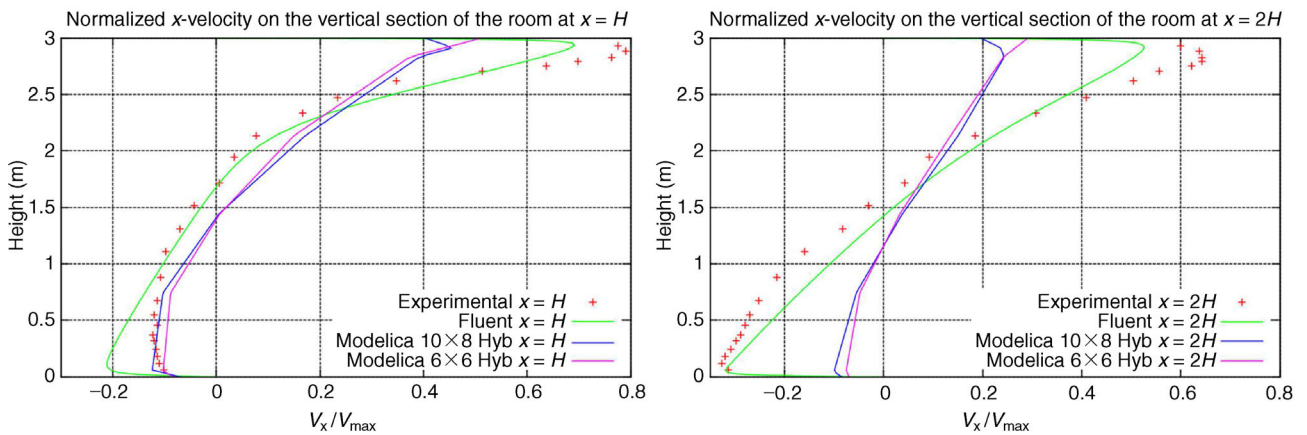 Normalized x-velocity on the vertical section of the room at x = H
3
2.5
2
1.5
1
0.5
0
Height (m)
Experimental x = H
Fluent x = H
Modelica 10×8 Hyb x = H
Modelica 6×6 Hyb x = H
−0.2
0
0.2
0.4
0.6
0.8
Vx / Vmax
Normalized x-velocity on the vertical section of the room at x = 2H
3
2.5
2
1.5
1
0.5
0
Height (m)
Experimental x = 2H
Fluent x = 2H
Modelica 10×8 Hyb x = 2H
Modelica 6×6 Hyb x = 2H
−0.2
0
0.2
0.4
0.6
0.8
Vx / Vmax